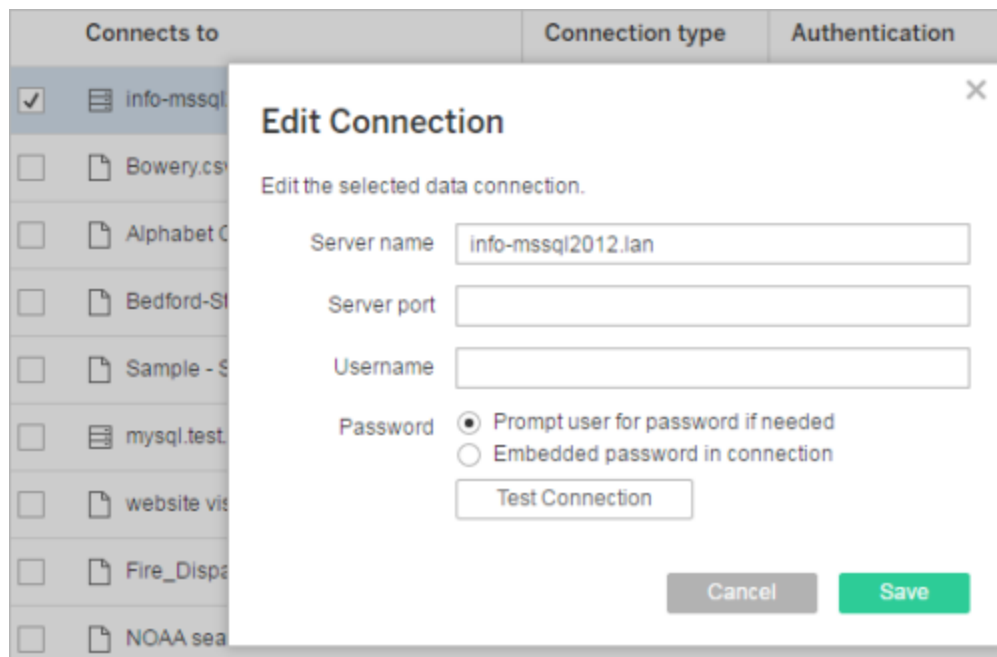 Connects to Connection type Authentication
info-mssql
Edit Connection
Bowery.cs
Edit the selected data connection.
Alphabet
Server name info-mssql2012.lan
Bedford-S
Server port
Sample - S
Username
Password Prompt user for password if needed
mysql.test.
Embedded password in connection
website vis
Test Connection
Fire_Dispa
Cancel Save
NOAA sea